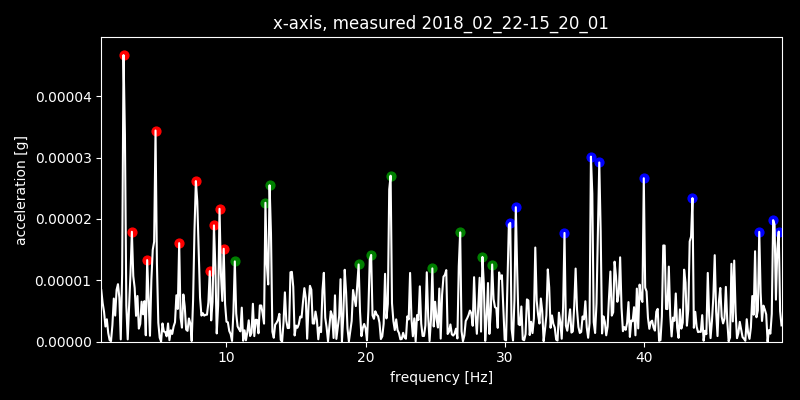 x-axis, measured 2018_02_22-15_20_01
acceleration [g]
0.00004
0.00003
0.00002
0.00001
0.00000
10 20 30 40
frequency [Hz]